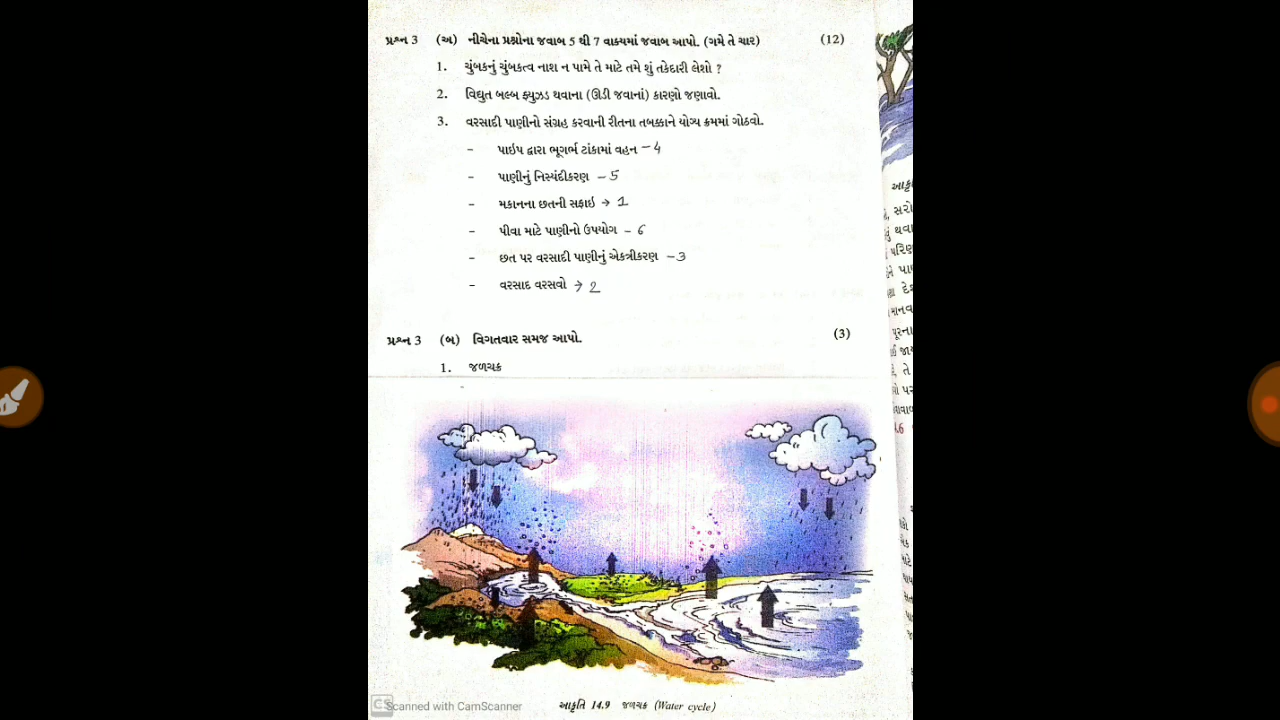 પ્રશ્ન 3 (અ) નીચેના પ્રશ્નોના જવાબ 5 થી 7 વાક્યમાં જવાબ આપો. (ગમે તે ચાર) (12)
1. ચુંબકનું ચુંબકત્વ નાશ ન પામે તે માટે તમે શું તકેદારી લેશો ?
2. વિદ્યુત બલ્બ ફ્યુઝડ થવાના (ઊડી જવાનાં) કારણો જણાવો.
3. વરસાદી પાણીનો સંગ્રહ કરવાની રીતના તબક્કાને યોગ્ય ક્રમમાં ગોઠવો.
- પાઇપ દ્વારા ભૂગર્ભ ટાંકામાં વહન - 4
- પાણીનું નિસ્યંદીકરણ - 5
- મકાનના છતની સફાઇ → 1
- પીવા માટે પાણીનો ઉપયોગ - 6
- છત પર વરસાદી પાણીનું એકત્રીકરણ - 3
- વરસાદ વરસવો → 2
પ્રશ્ન 3 (બ) વિગતવાર સમજ આપો. (3)
1. જળચક્ર
આકૃતિ 14.9 જળચક્ર (Water cycle)
CS Scanned with CamScanner